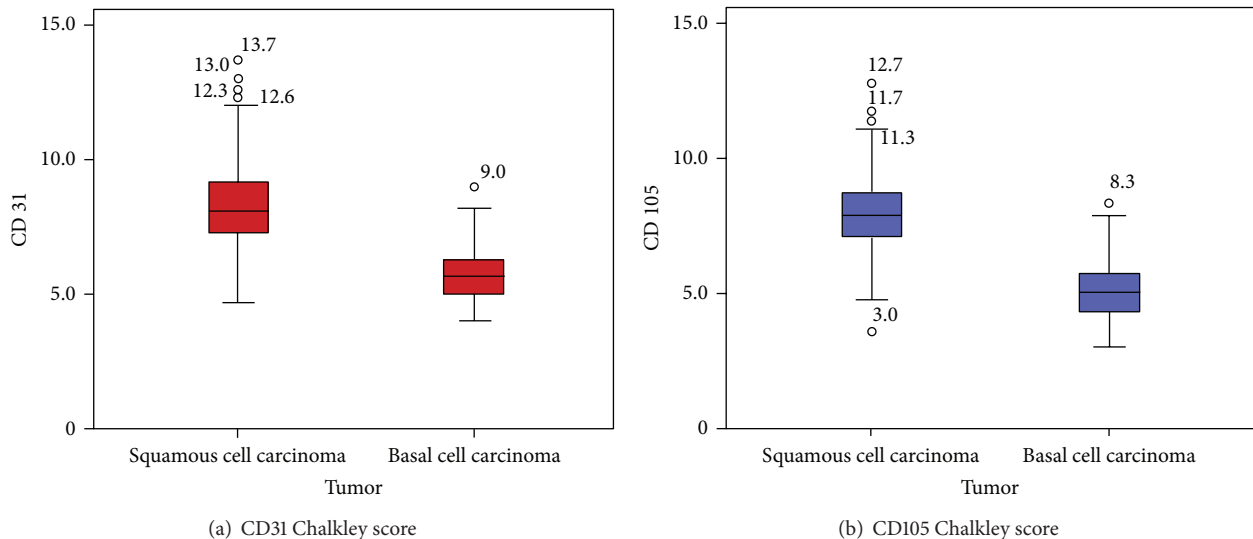 15.0
10.0
5.0
0
CD 31
13.7
13.0
12.3
12.6
9.0
Squamous cell carcinoma
Basal cell carcinoma
Tumor
(a) CD31 Chalkley score
15.0
10.0
5.0
0
CD 105
12.7
11.7
11.3
3.0
8.3
Squamous cell carcinoma
Basal cell carcinoma
Tumor
(b) CD105 Chalkley score